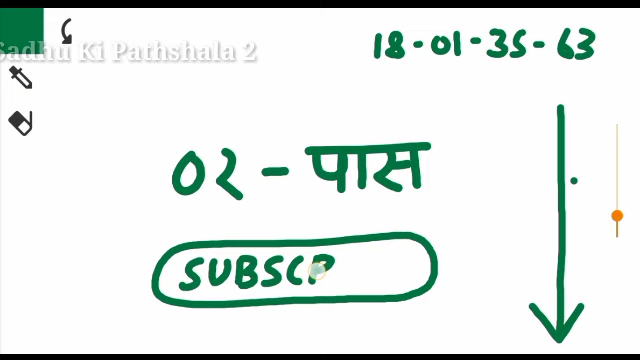 Sadhu Ki Pathshala 2
18-01-35-63
०२-पास
SUBSCR